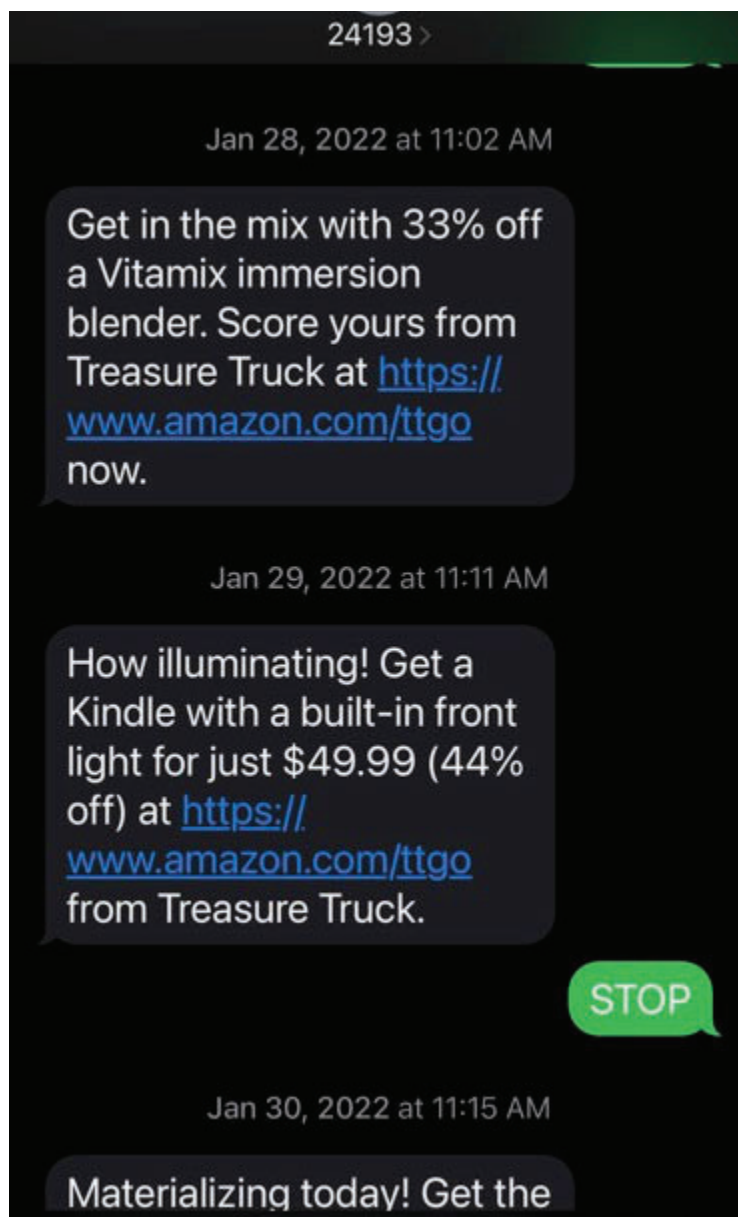 24193 >
Jan 28, 2022 at 11:02 AM
Get in the mix with 33% off
a Vitamix immersion
blender. Score yours from
Treasure Truck at https://
www.amazon.com/ttgo
now.
Jan 29, 2022 at 11:11 AM
How illuminating! Get a
Kindle with a built-in front
light for just $49.99 (44%
off) at https://
www.amazon.com/ttgo
from Treasure Truck.
STOP
Jan 30, 2022 at 11:15 AM
Materializing today! Get the